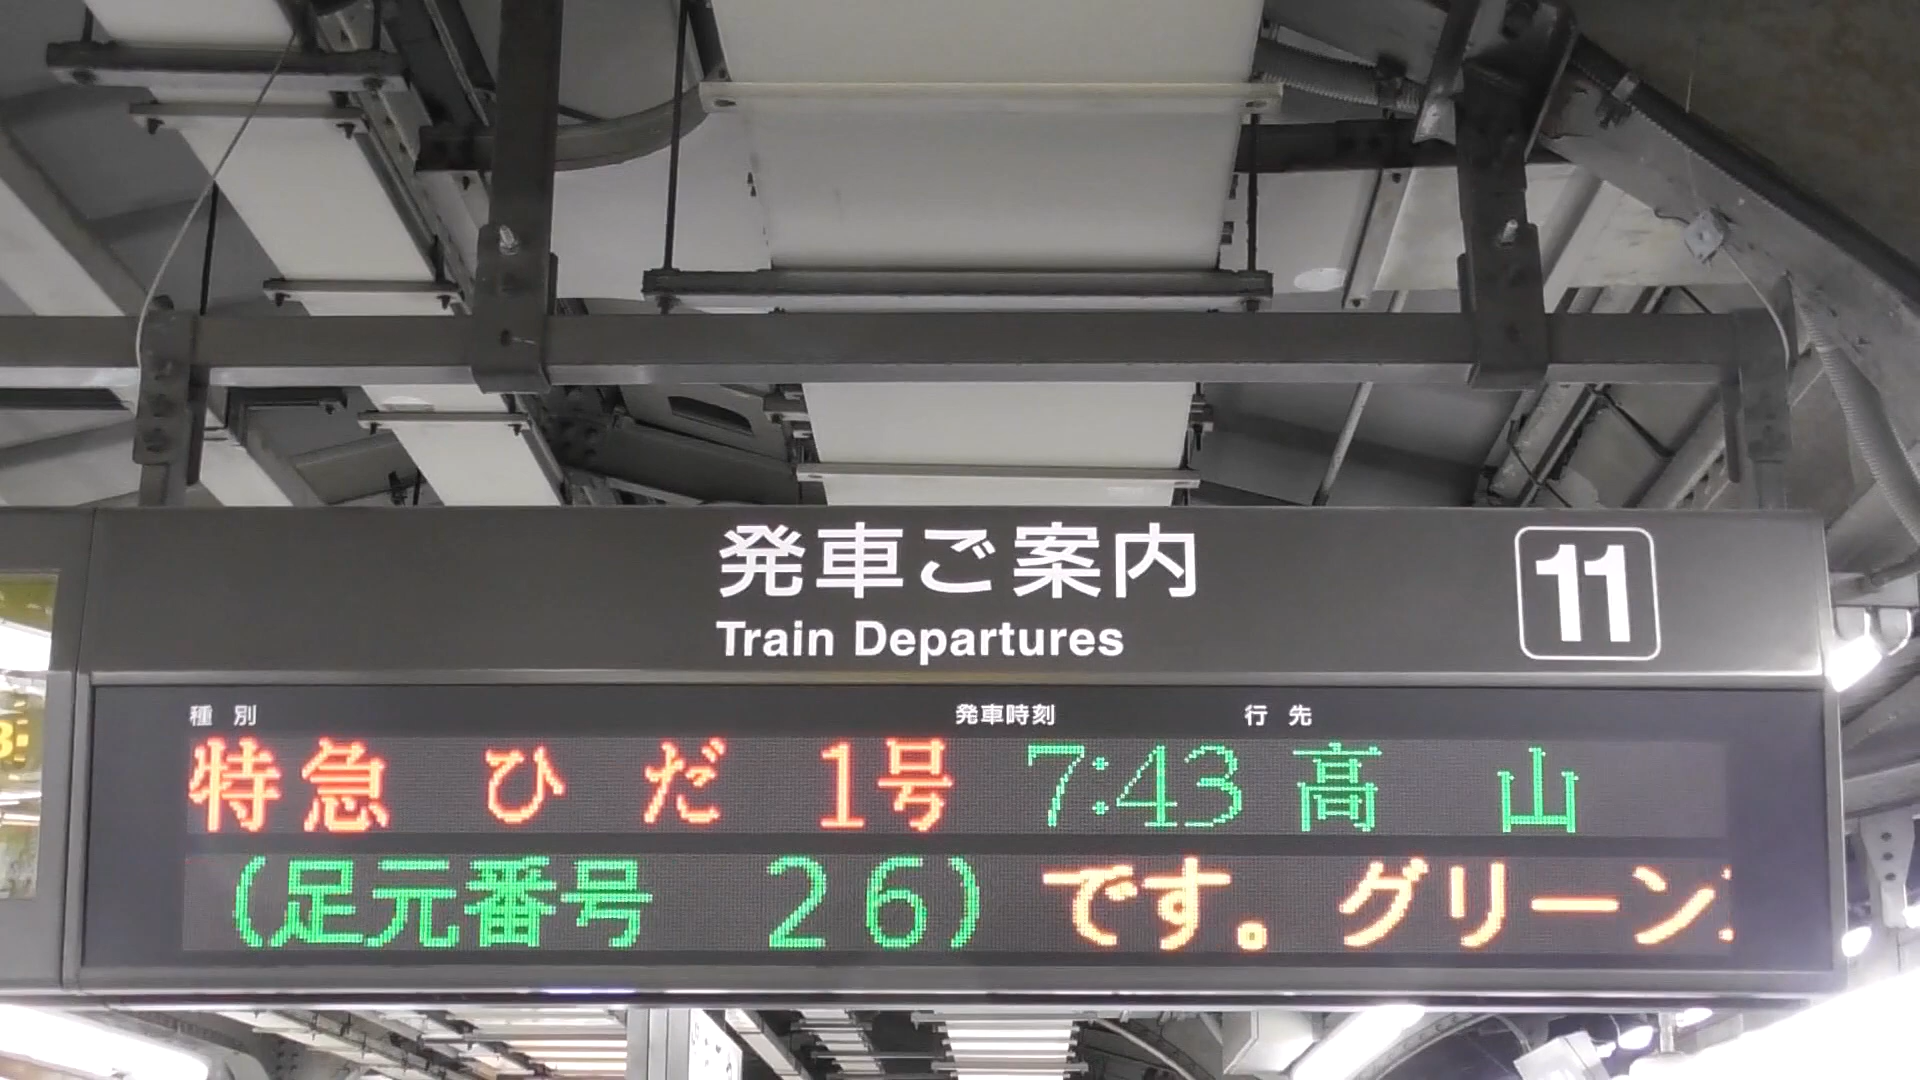 発車ご案内
Train Departures
11
種別 発車時刻 行先
特急 ひだ 1号 7:43 高山
(足元番号 26)です。グリーン